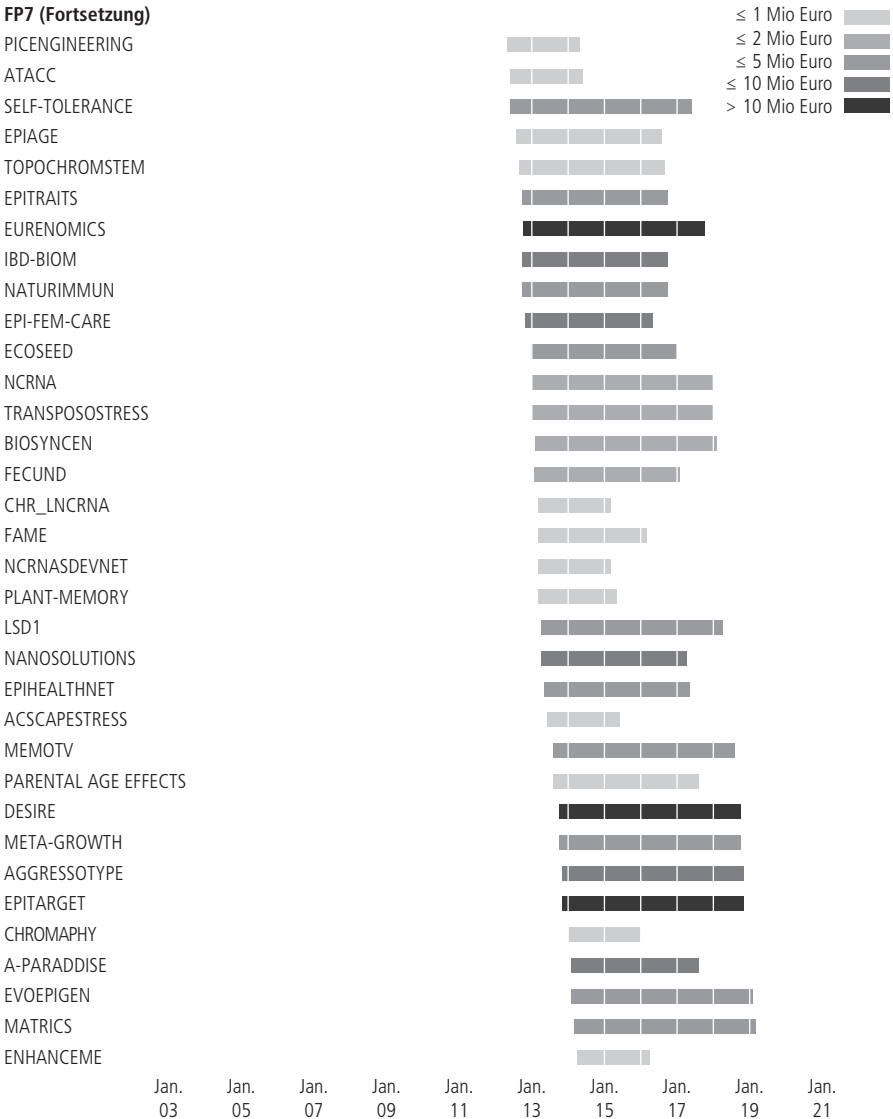 FP7 (Fortsetzung)
≤ 1 Mio Euro
≤ 2 Mio Euro
≤ 5 Mio Euro
≤ 10 Mio Euro
> 10 Mio Euro
PICENGINEERING
ATACC
SELF-TOLERANCE
EPIAGE
TOPOCHROMSTEM
EPITRAITS
EURENOMICS
IBD-BIOM
NATURIMMUN
EPI-FEM-CARE
ECOSEED
NCRNA
TRANSPOSOSTRESS
BIOSYNCEN
FECUND
CHR_LNCRNA
FAME
NCRNASDEVNET
PLANT-MEMORY
LSD1
NANOSOLUTIONS
EPIHEALTHNET
ACSCAPESTRESS
MEMOTV
PARENTAL AGE EFFECTS
DESIRE
META-GROWTH
AGGRESSOTYPE
EPITARGET
CHROMAPHY
A-PARADDISE
EVOEPIGEN
MATRICS
ENHANCEME
Jan. Jan. Jan. Jan. Jan. Jan. Jan. Jan. Jan. Jan.
03 05 07 09 11 13 15 17 19 21